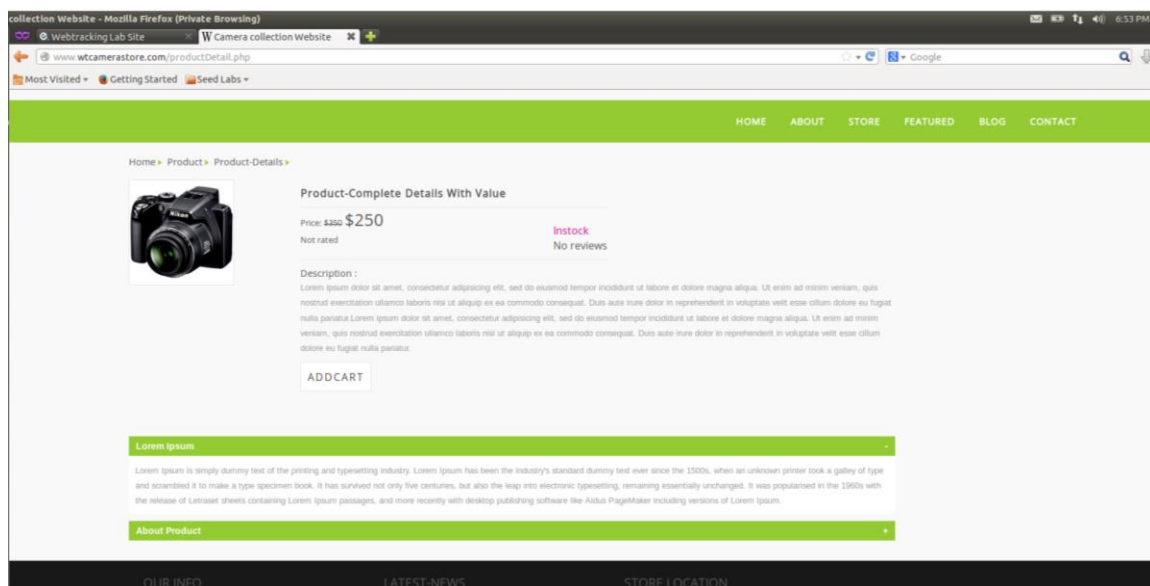 collection Website - Mozilla Firefox (Private Browsing)
6:53 PM
Webtracking Lab Site
W Camera collection Website
www.wtcamerastore.com/productDetail.php
Google
Most Visited
Getting Started
Seed Labs
HOME ABOUT STORE FEATURED BLOG CONTACT
Home Product Product-Details
Nikon
Product-Complete Details With Value
Price: $350 $250
Instock
Not rated
No reviews
Description :
Lorem ipsum dolor sit amet, consectetur adipisicing elit, sed do eiusmod tempor incididunt ut labore et dolore magna aliqua. Ut enim ad minim veniam, quis
nostrud exercitation ullamco laboris nisi ut aliquip ex ea commodo consequat. Duis aute irure dolor in reprehenderit in voluptate velit esse cillum dolore eu fugiat
nulla pariatur.Lorem ipsum dolor sit amet, consectetur adipisicing elit, sed do eiusmod tempor incididunt ut labore et dolore magna aliqua. Ut enim ad minim
veniam, quis nostrud exercitation ullamco laboris nisi ut aliquip ex ea commodo consequat. Duis aute irure dolor in reprehenderit in voluptate velit esse cillum
dolore eu fugiat nulla pariatur.
ADDCART
Lorem Ipsum -
Lorem Ipsum is simply dummy text of the printing and typesetting industry. Lorem Ipsum has been the industry's standard dummy text ever since the 1500s, when an unknown printer took a galley of type
and scrambled it to make a type specimen book. It has survived not only five centuries, but also the leap into electronic typesetting, remaining essentially unchanged. It was popularised in the 1960s with
the release of Letraset sheets containing Lorem Ipsum passages, and more recently with desktop publishing software like Aldus PageMaker including versions of Lorem Ipsum.
About Product +
OUR INFO LATEST-NEWS STORE LOCATION